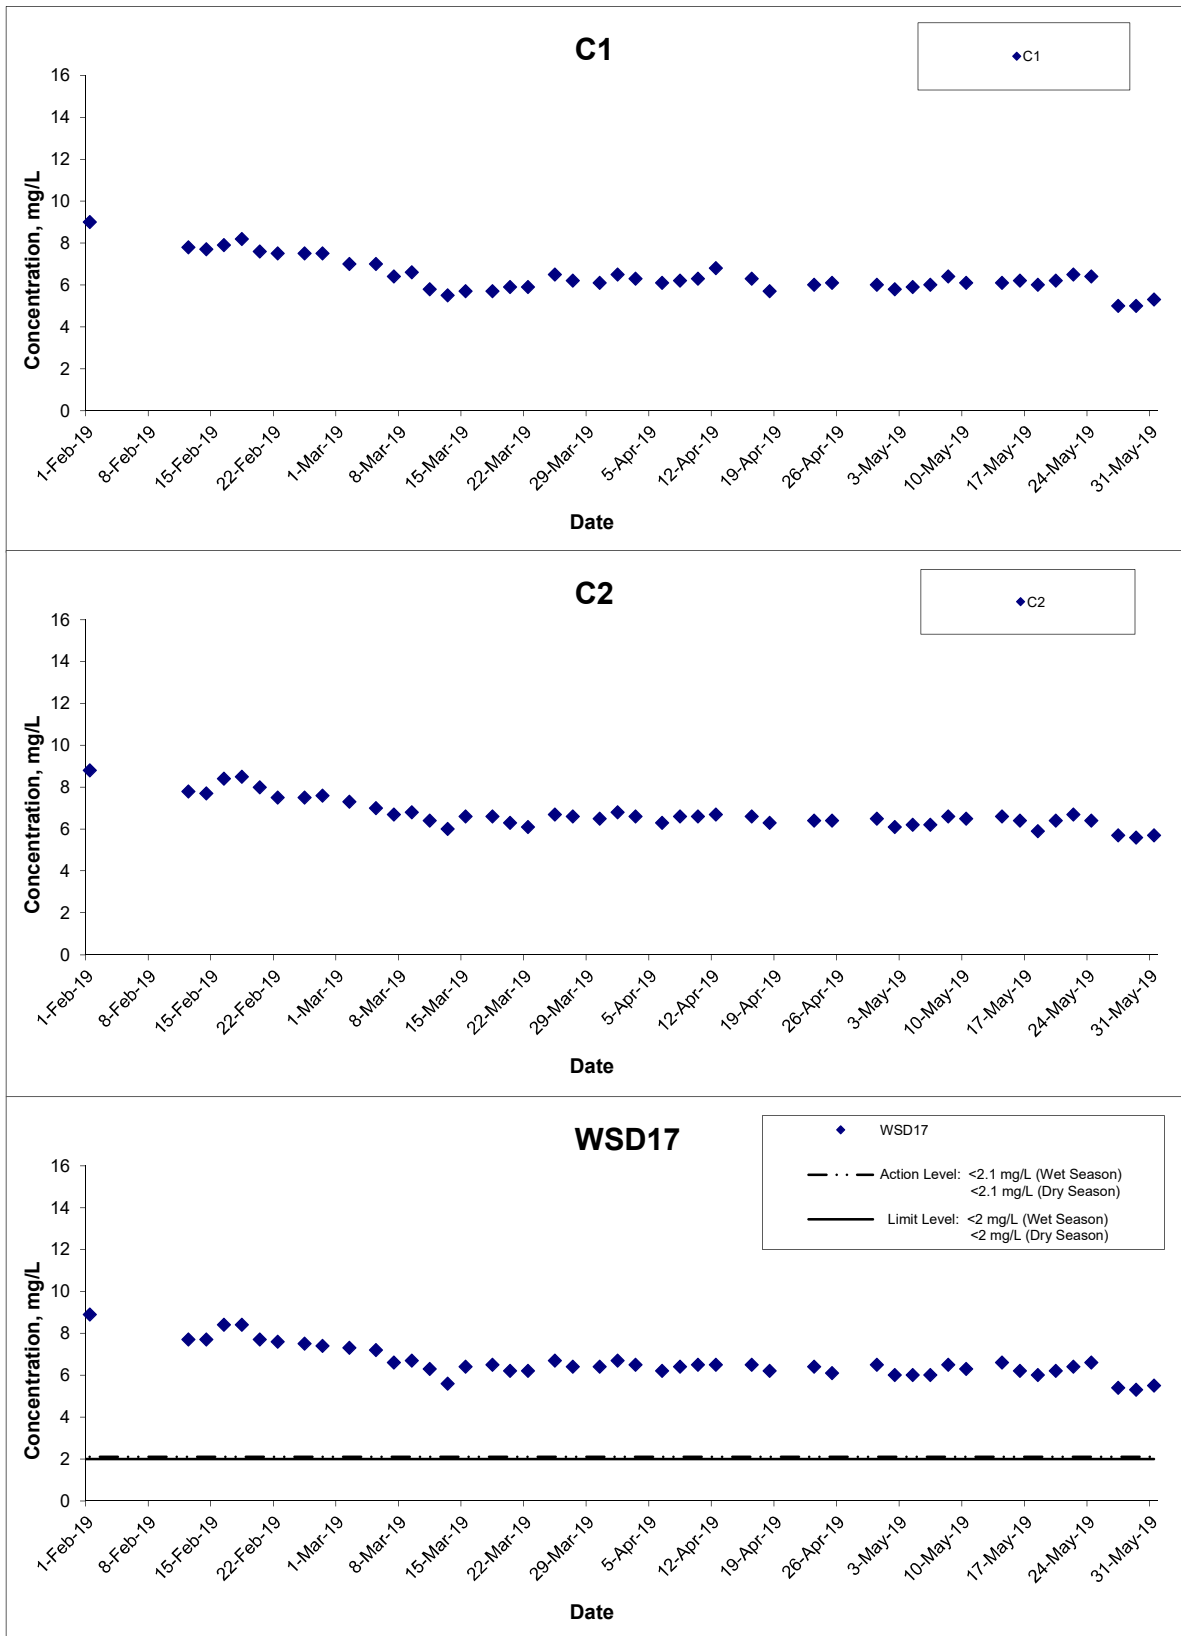 C1
C1
16
14
12
10
8
6
4
2
0
Concentration, mg/L
1-Feb-19
8-Feb-19
15-Feb-19
22-Feb-19
1-Mar-19
8-Mar-19
15-Mar-19
22-Mar-19
29-Mar-19
5-Apr-19
12-Apr-19
19-Apr-19
26-Apr-19
3-May-19
10-May-19
17-May-19
24-May-19
31-May-19
Date
C2
C2
16
14
12
10
8
6
4
2
0
Concentration, mg/L
1-Feb-19
8-Feb-19
15-Feb-19
22-Feb-19
1-Mar-19
8-Mar-19
15-Mar-19
22-Mar-19
29-Mar-19
5-Apr-19
12-Apr-19
19-Apr-19
26-Apr-19
3-May-19
10-May-19
17-May-19
24-May-19
31-May-19
Date
WSD17
WSD17
Action Level: <2.1 mg/L (Wet Season)
<2.1 mg/L (Dry Season)
Limit Level: <2 mg/L (Wet Season)
<2 mg/L (Dry Season)
16
14
12
10
8
6
4
2
0
Concentration, mg/L
1-Feb-19
8-Feb-19
15-Feb-19
22-Feb-19
1-Mar-19
8-Mar-19
15-Mar-19
22-Mar-19
29-Mar-19
5-Apr-19
12-Apr-19
19-Apr-19
26-Apr-19
3-May-19
10-May-19
17-May-19
24-May-19
31-May-19
Date